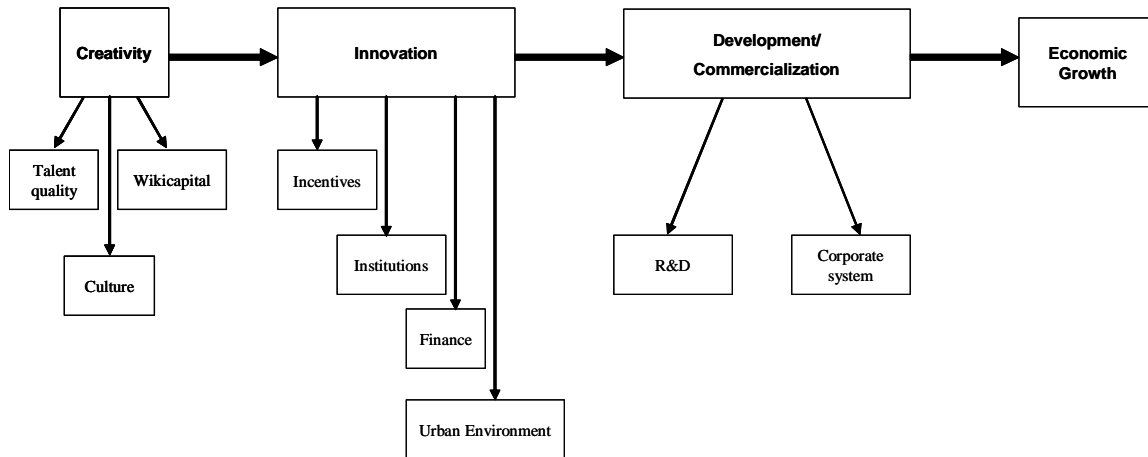 Creativity
Innovation
Development/
Commercialization
Economic
Growth
Talent
quality
Wikicapital
Culture
Incentives
Institutions
Finance
Urban Environment
R&D
Corporate
system